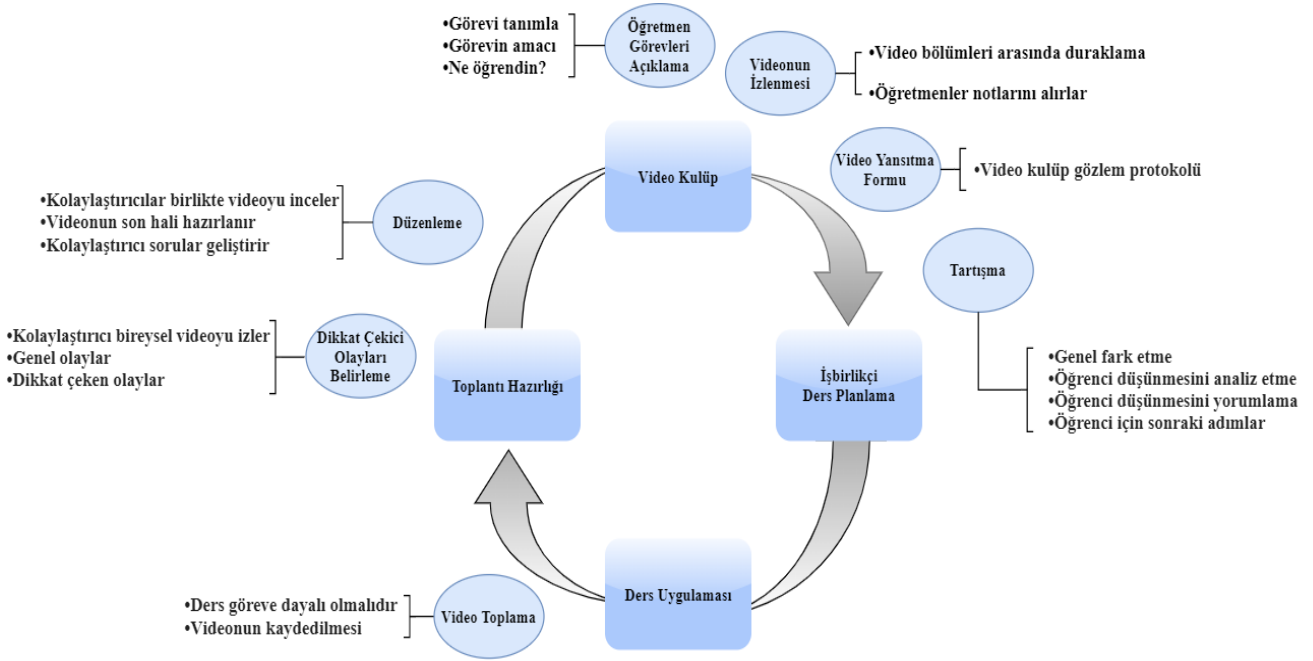 •Görevi tanımla
•Görevin amacı
•Ne öğrendin?
Öğretmen
Görevleri
Açıklama
Videonun
İzlenmesi
•Video bölümleri arasında duraklama
•Öğretmenler notlarını alırlar
Video Kulüp
Video Yansıtma
Formu
•Video kulüp gözlem protokolü
•Kolaylaştırıcılar birlikte videoyu inceler
•Videonun son hali hazırlanır
•Kolaylaştırıcı sorular geliştirir
Düzenleme
Tartışma
•Genel fark etme
•Öğrenci düşünmesini analiz etme
•Öğrenci düşünmesini yorumlama
•Öğrenci için sonraki adımlar
•Kolaylaştırıcı bireysel videoyu izler
•Genel olaylar
•Dikkat çeken olaylar
Dikkat Çekici
Olayları
Belirleme
Toplantı Hazırlığı
İşbirlikçi
Ders Planlama
Ders Uygulaması
•Ders göreve dayalı olmalıdır
•Videonun kaydedilmesi
Video Toplama